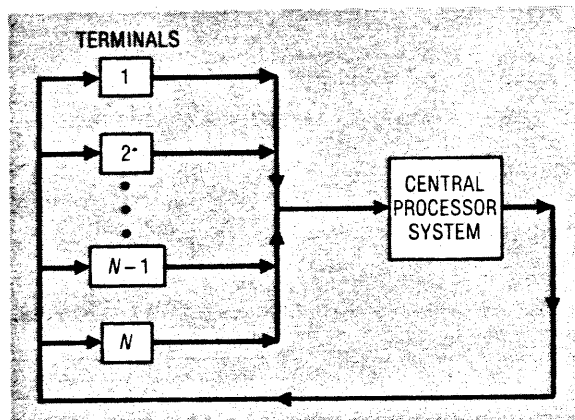 TERMINALS
1
2
N-1
N
CENTRAL
PROCESSOR
SYSTEM